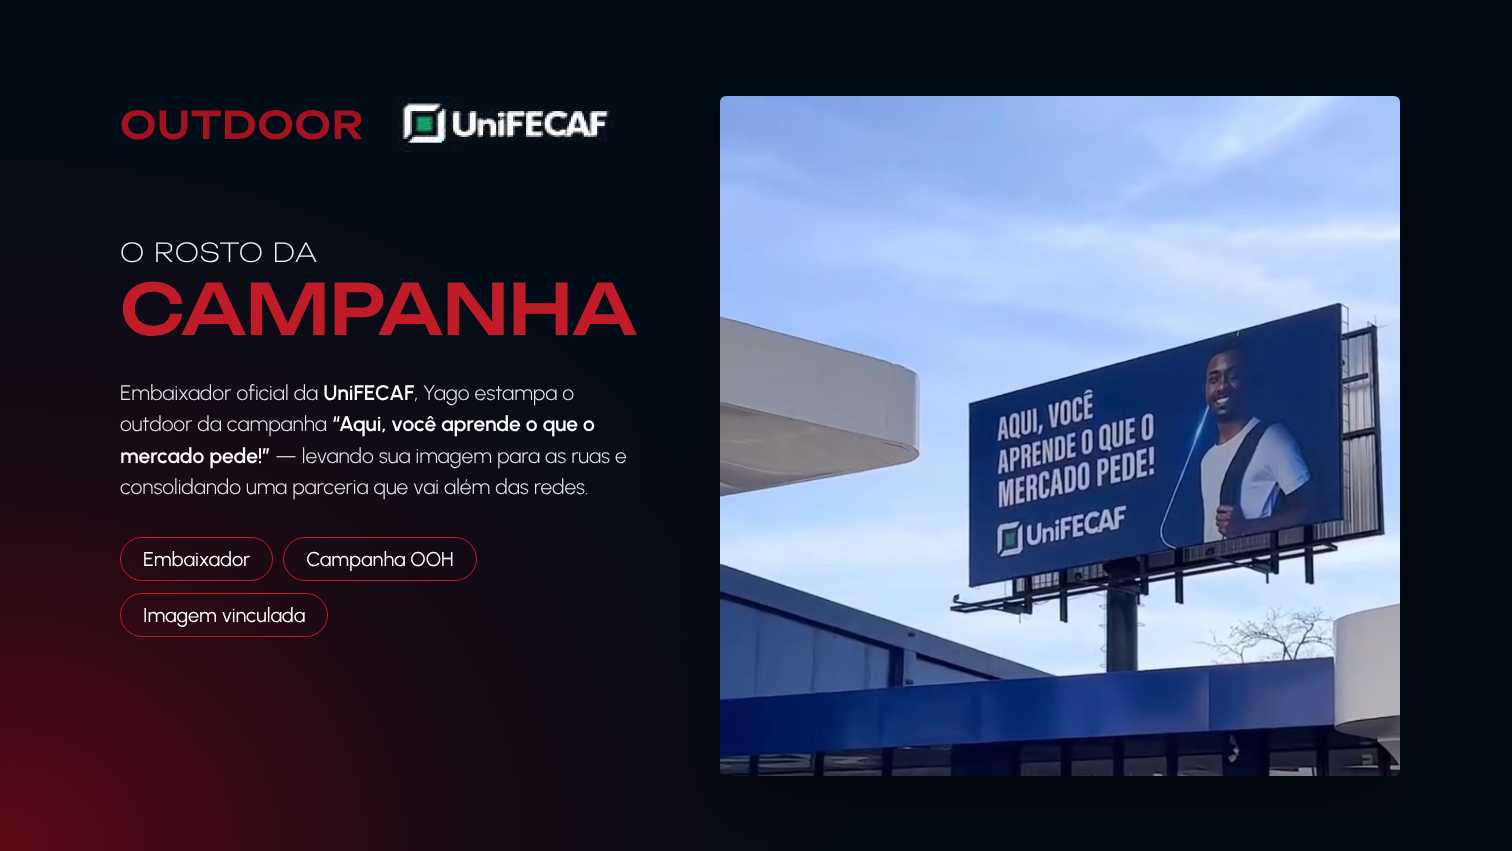 OUTDOOR
UniFECAF
O ROSTO DA
CAMPANHA
Embaixador oficial da UniFECAF, Yago estampa o
outdoor da campanha “Aqui, você aprende o que o
mercado pede!” — levando sua imagem para as ruas e
consolidando uma parceria que vai além das redes.
Embaixador
Campanha OOH
Imagem vinculada
AQUI, VOCÊ
APRENDE O QUE O
MERCADO PEDE!
UniFECAF